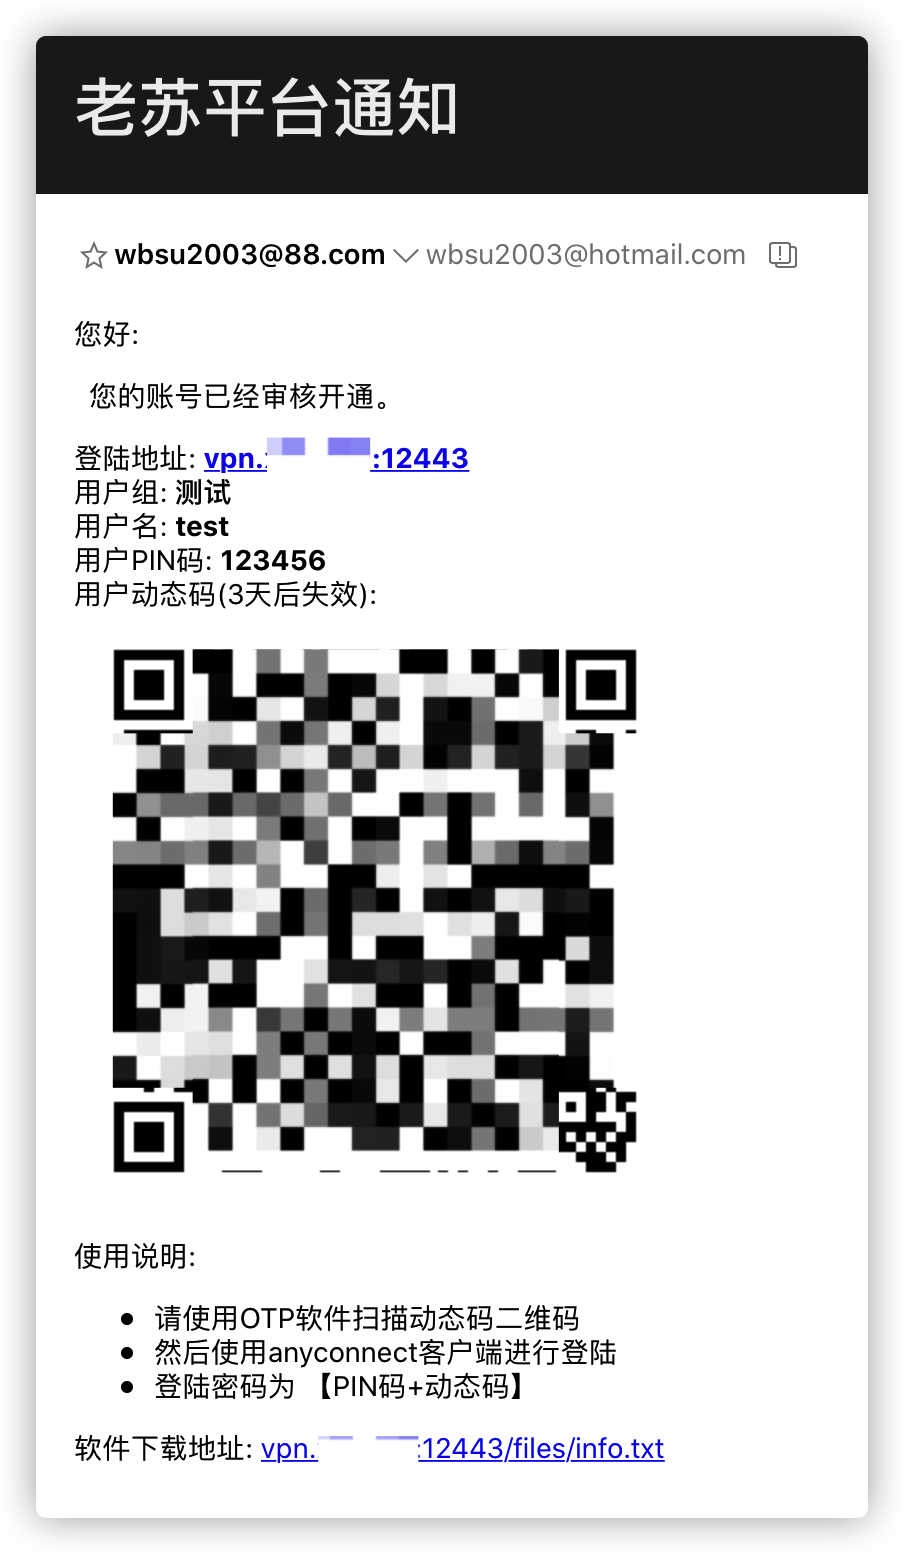 老苏平台通知
wbsu2003@88.com wbsu2003@hotmail.com
您好:
您的账号已经审核开通。
登陆地址: vpn. :12443
用户组: 测试
用户名: test
用户PIN码: 123456
用户动态码(3天后失效):
使用说明:
• 请使用OTP软件扫描动态码二维码
• 然后使用anyconnect客户端进行登陆
• 登陆密码为 【PIN码+动态码】
软件下载地址: vpn. :12443/files/info.txt